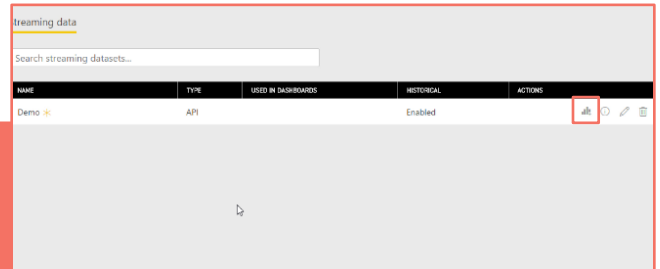 treaming data
Search streaming datasets...
NAME TYPE USED IN DASHBOARDS HISTORICAL ACTIONS
Demo API Enabled